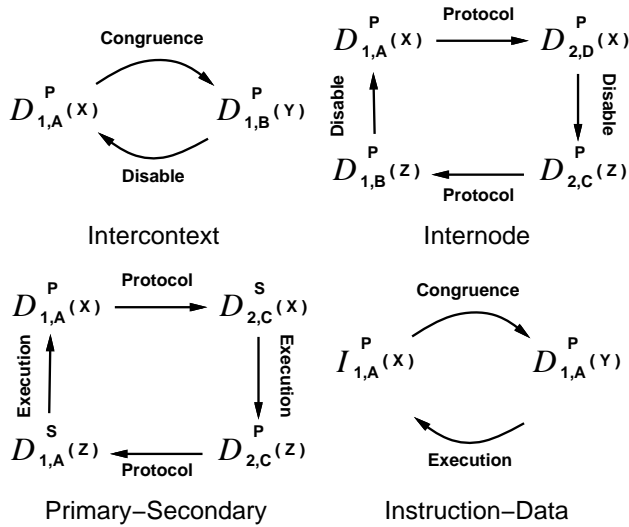 Congruence
D P 1,A (X)
D P 1,B (Y)
Disable
Intercontext
Protocol
D P 1,A (X)
D P 2,D (X)
Disable
Disable
D P 1,B (Z)
D P 2,C (Z)
Protocol
Internode
Protocol
D P 1,A (X)
D S 2,C (X)
Execution
Execution
D S 1,A (Z)
D P 2,C (Z)
Protocol
Primary−Secondary
Congruence
I P 1,A (X)
D P 1,A (Y)
Execution
Instruction−Data